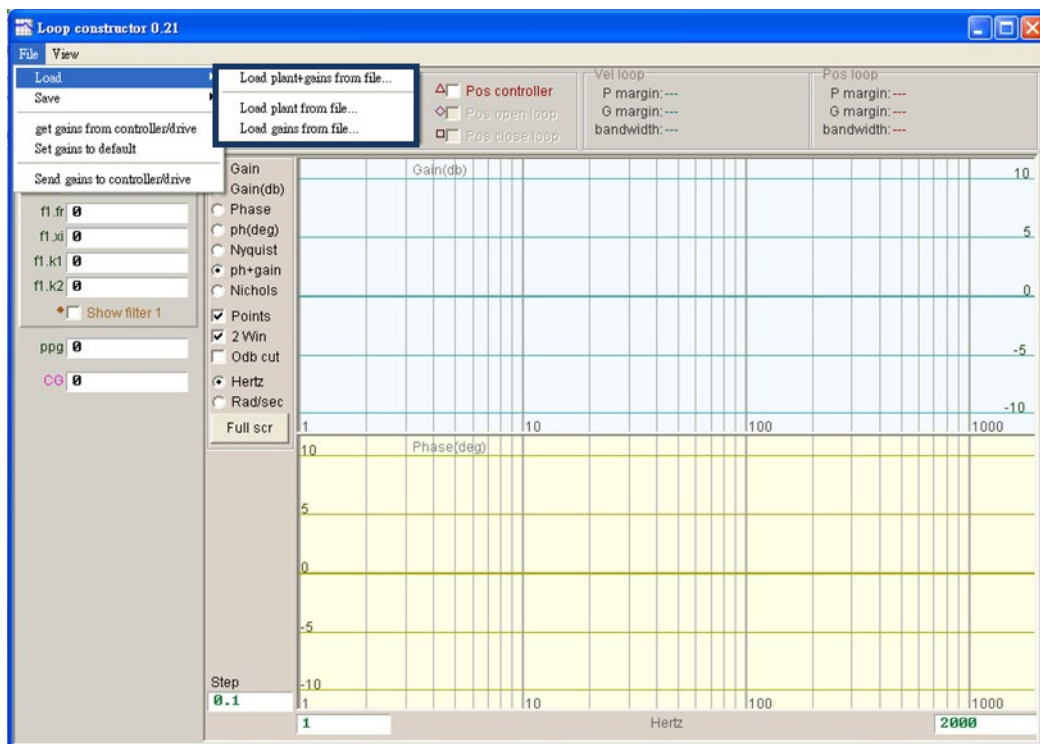 Loop constructor 0.21
File View
Load
Save
get gains from controller/drive
Set gains to default
Send gains to controller/drive
Load plant+gains from file...
Load plant from file...
Load gains from file...
Pos controller
Pos open loop
Pos close loop
Vel loop
P margin:---
G margin:---
bandwidth:---
Pos loop
P margin:---
G margin:---
bandwidth:---
f1.fr 0
f1.xi 0
f1.k1 0
f1.k2 0
Show filter 1
ppg 0
CG 0
Gain
Gain(db)
Phase
ph(deg)
Nyquist
ph+gain
Nichols
Points
2 Win
Odb cut
Hertz
Rad/sec
Full scr
Step
0.1
Gain(db)
10
5
0
-5
-10
1 10 100 1000
Phase(deg)
10
5
0
-5
-10
1 10 100 1000
1 Hertz 2000